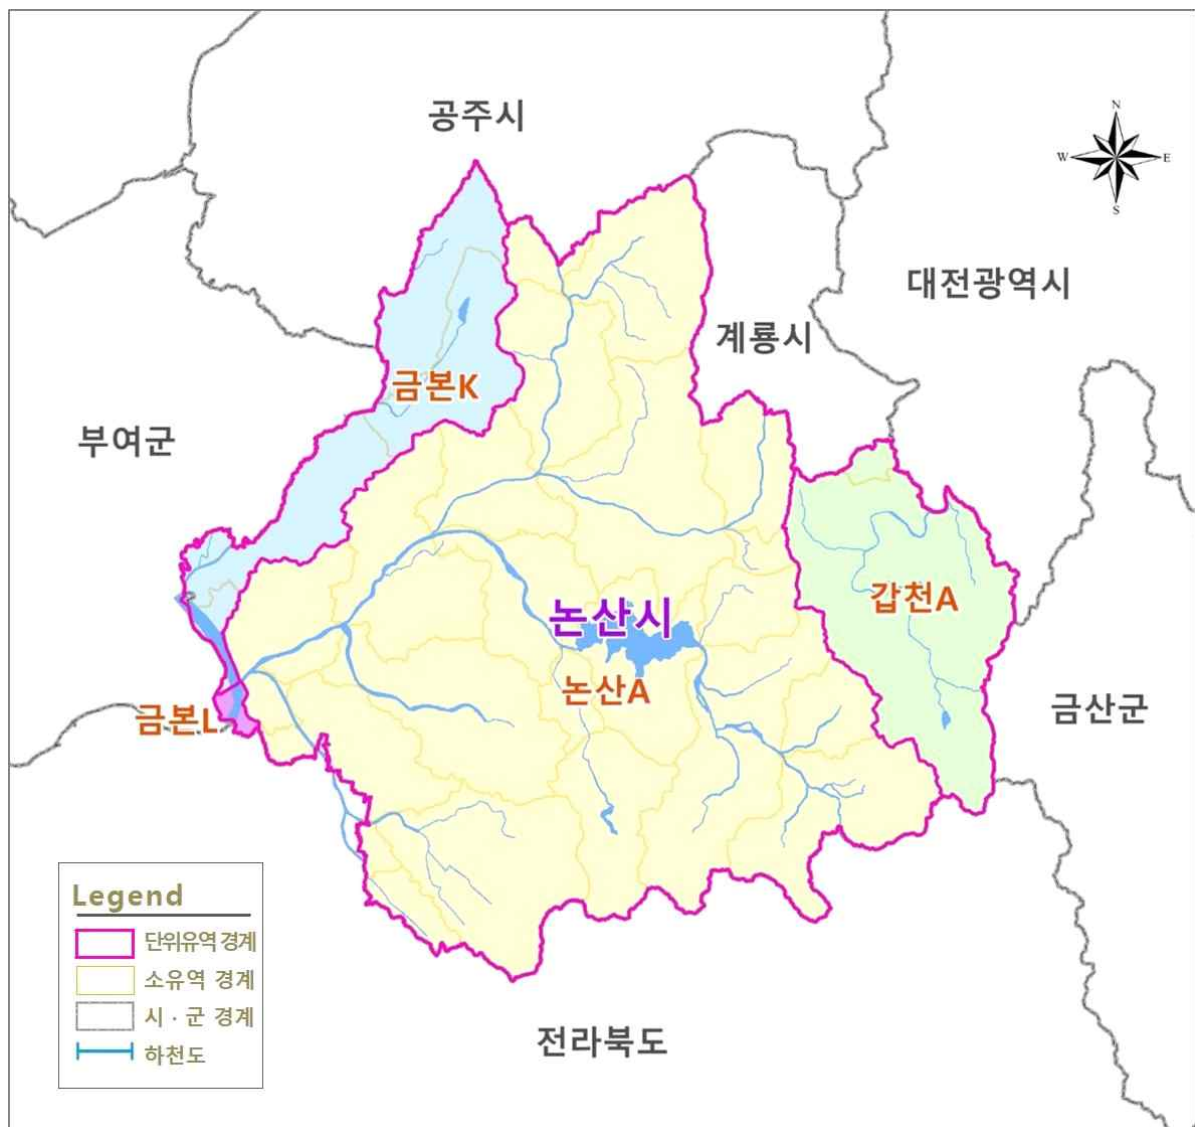 공주시
N
W
E
S
대전광역시
계룡시
금본K
부여군
갑천A
논산시
논산A
금본L
금산군
Legend
단위유역 경계
소유역 경계
시·군 경계
하천도
전라북도